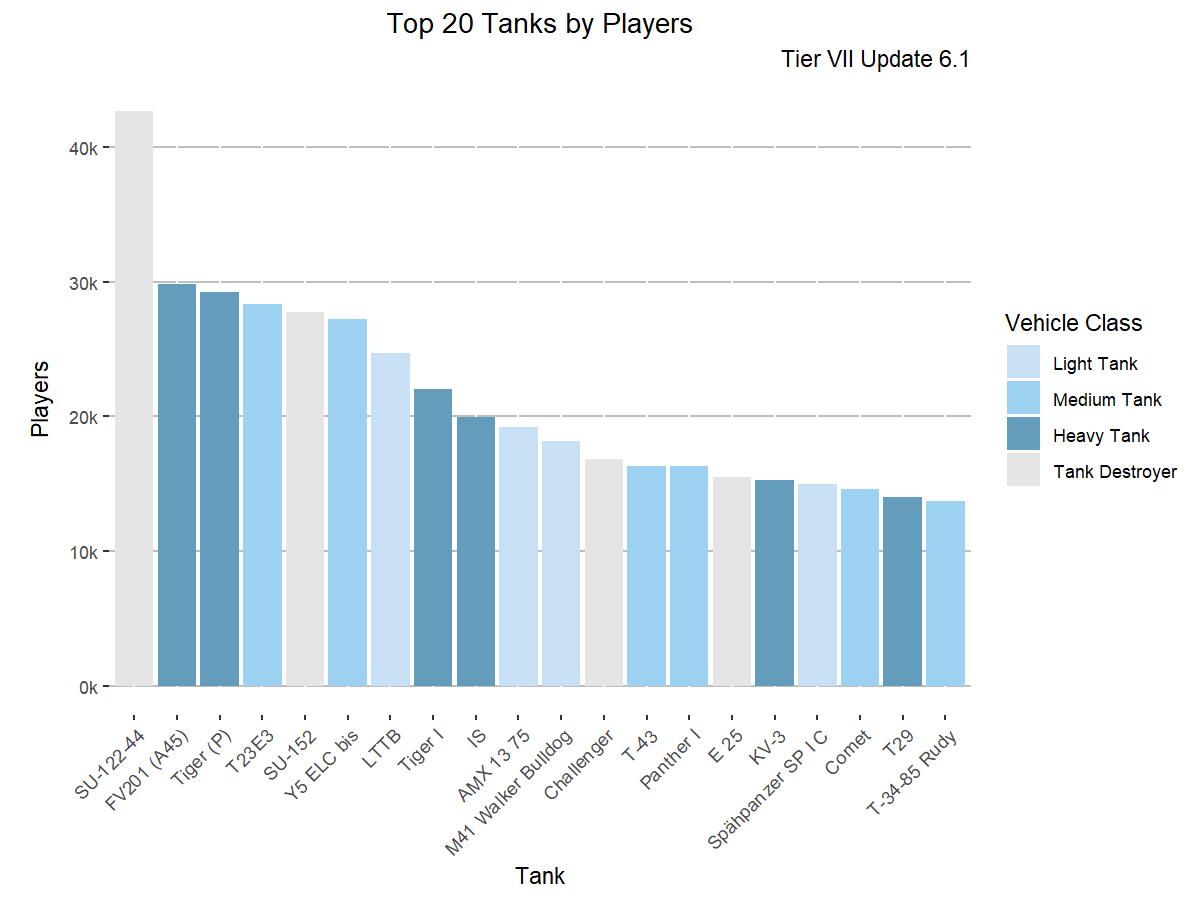 Top 20 Tanks by Players
Tier VII Update 6.1
Players
40k
30k
20k
10k
0k
SU-122-44
FV201 (A45)
Tiger (P)
T23E3
SU-152
Y5 ELC bis
LTTB
Tiger I
IS
AMX 13 75
M41 Walker Bulldog
Challenger
T-43
Panther I
E 25
KV-3
Spähpanzer SP I C
Comet
T29
T-34-85 Rudy
Tank
Vehicle Class
Light Tank
Medium Tank
Heavy Tank
Tank Destroyer